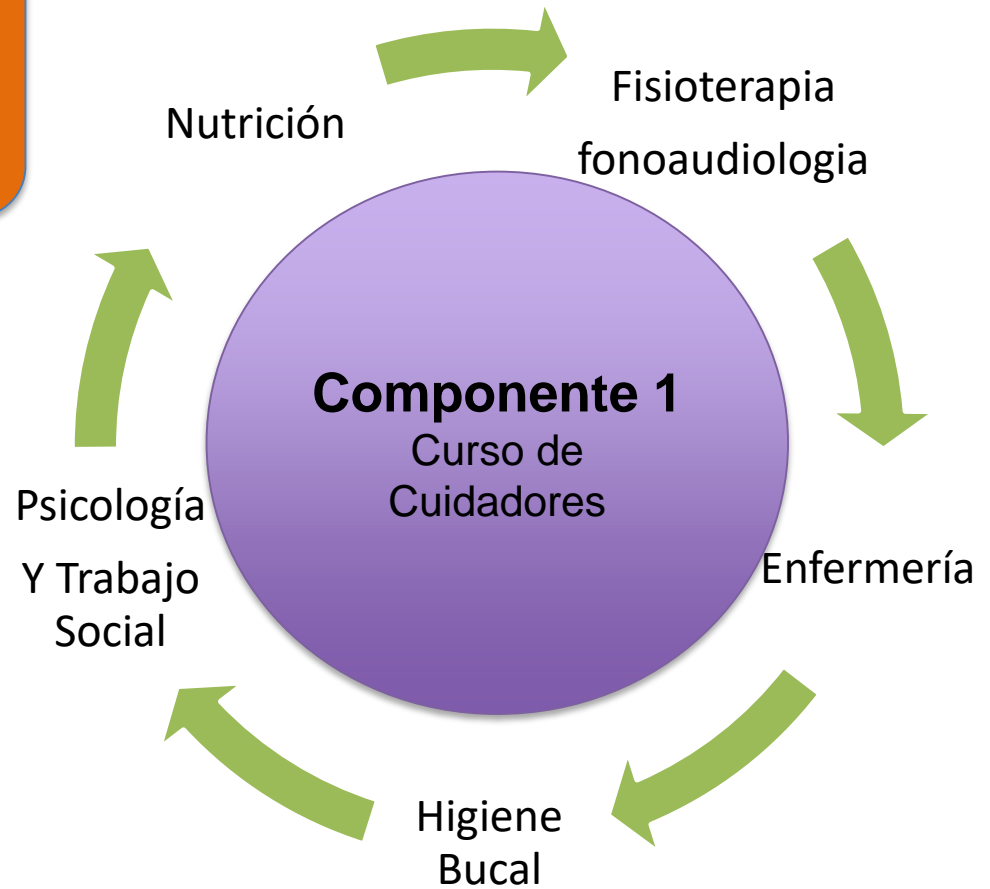 Nutrición
Fisioterapia
fonoaudiologia
Componente 1
Curso de
Cuidadores
Psicología
Y Trabajo
Social
Enfermería
Higiene
Bucal